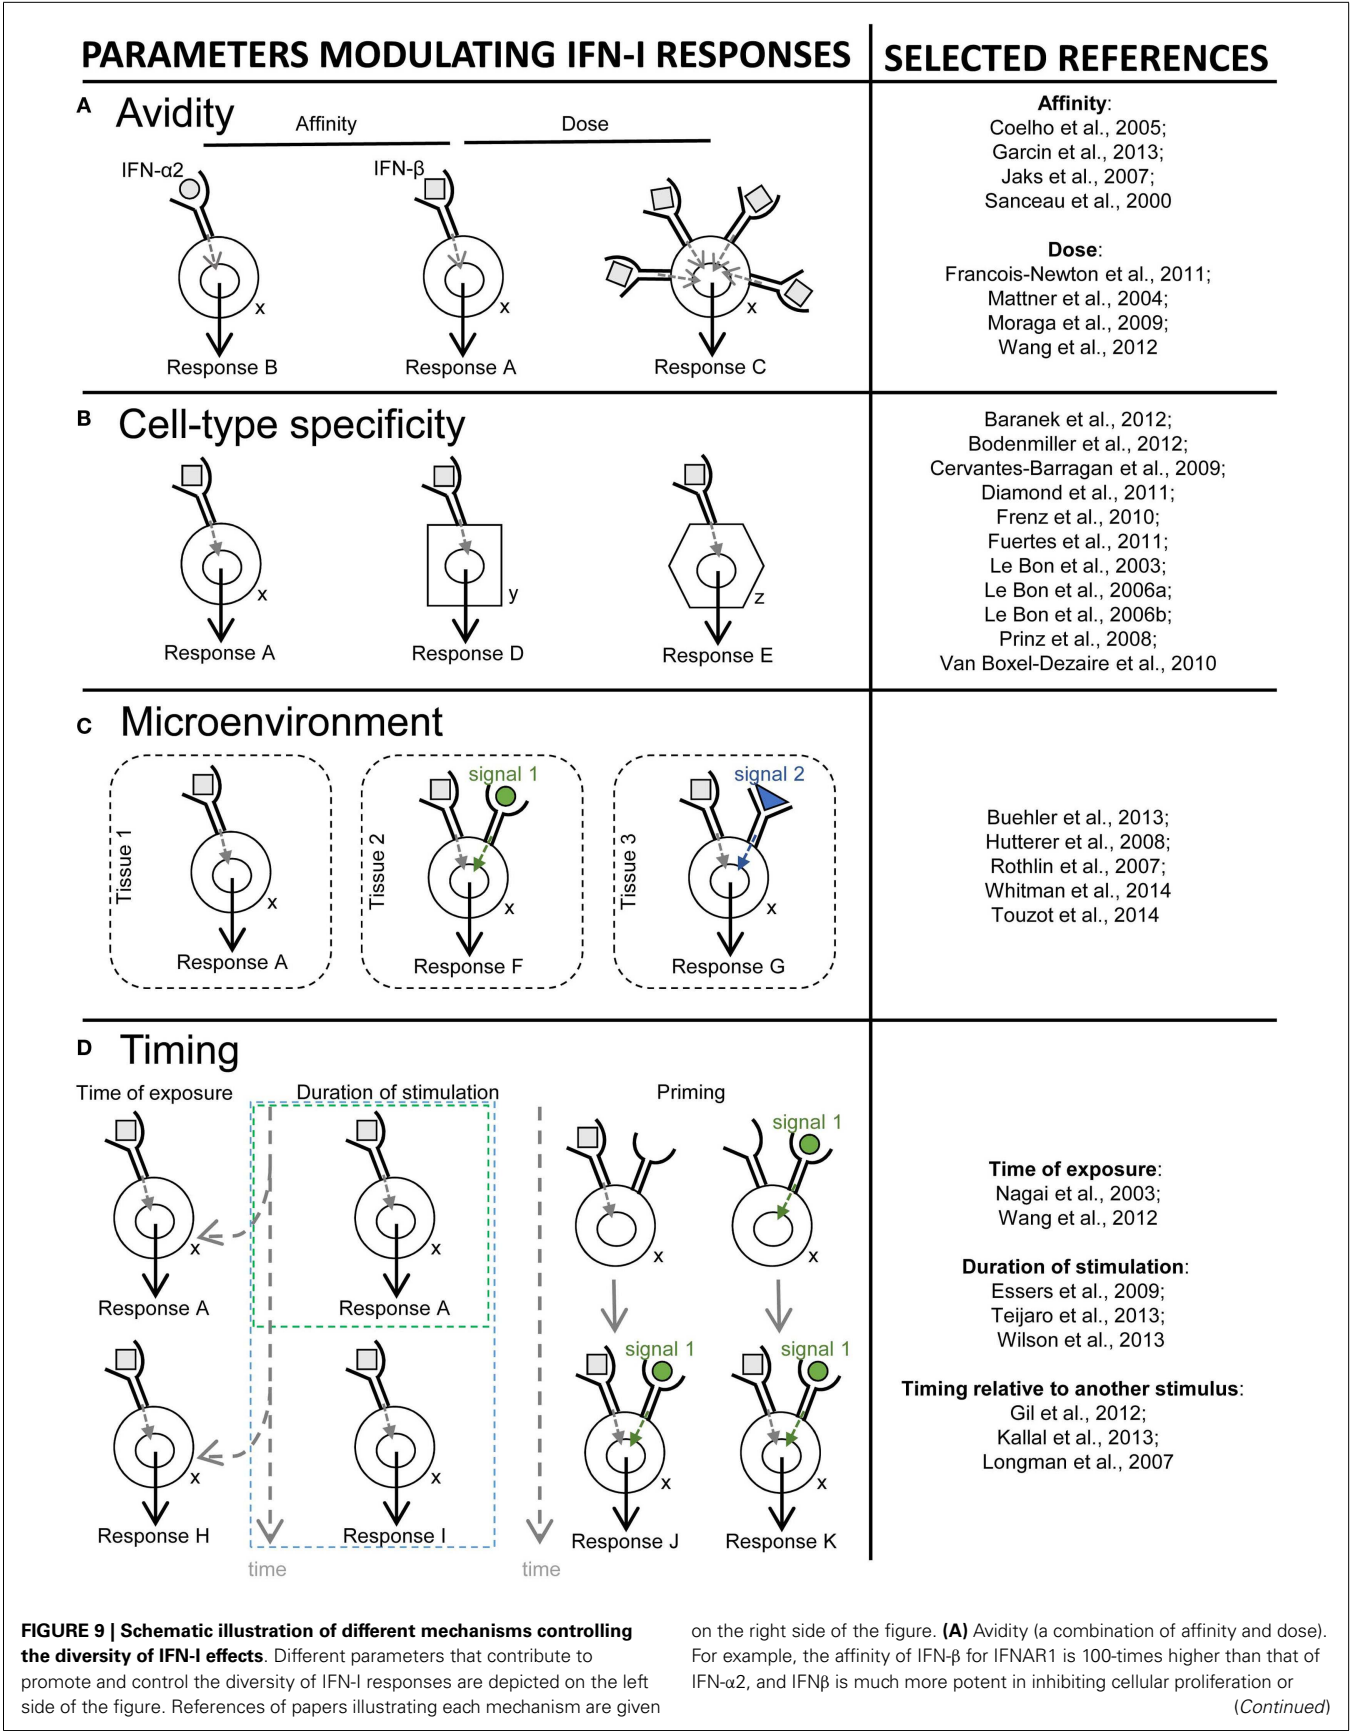 PARAMETERS MODULATING IFN-I RESPONSES
SELECTED REFERENCES
A Avidity
Affinity
Dose
IFN-α2
IFN-β
x
x
x
Response B
Response A
Response C
Affinity:
Coelho et al., 2005;
Garcin et al., 2013;
Jaks et al., 2007;
Sanceau et al., 2000
Dose:
Francois-Newton et al., 2011;
Mattner et al., 2004;
Moraga et al., 2009;
Wang et al., 2012
B Cell-type specificity
x
y
z
Response A
Response D
Response E
Baranek et al., 2012;
Bodenmiller et al., 2012;
Cervantes-Barragan et al., 2009;
Diamond et al., 2011;
Frenz et al., 2010;
Fuertes et al., 2011;
Le Bon et al., 2003;
Le Bon et al., 2006a;
Le Bon et al., 2006b;
Prinz et al., 2008;
Van Boxel-Dezaire et al., 2010
C Microenvironment
Tissue 1
x
Response A
Tissue 2
signal 1
x
Response F
Tissue 3
signal 2
x
Response G
Buehler et al., 2013;
Hutterer et al., 2008;
Rothlin et al., 2007;
Whitman et al., 2014
Touzot et al., 2014
D Timing
Time of exposure
Duration of stimulation
Priming
x
Response A
x
Response H
time
x
Response A
x
Response I
time
x
signal 1
x
signal 1
x
Response J
signal 1
x
Response K
Time of exposure:
Nagai et al., 2003;
Wang et al., 2012
Duration of stimulation:
Essers et al., 2009;
Teijaro et al., 2013;
Wilson et al., 2013
Timing relative to another stimulus:
Gil et al., 2012;
Kallal et al., 2013;
Longman et al., 2007
FIGURE 9 | Schematic illustration of different mechanisms controlling
the diversity of IFN-I effects. Different parameters that contribute to
promote and control the diversity of IFN-I responses are depicted on the left
side of the figure. References of papers illustrating each mechanism are given
on the right side of the figure. (A) Avidity (a combination of affinity and dose).
For example, the affinity of IFN-β for IFNAR1 is 100-times higher than that of
IFN-α2, and IFNβ is much more potent in inhibiting cellular proliferation or
(Continued)